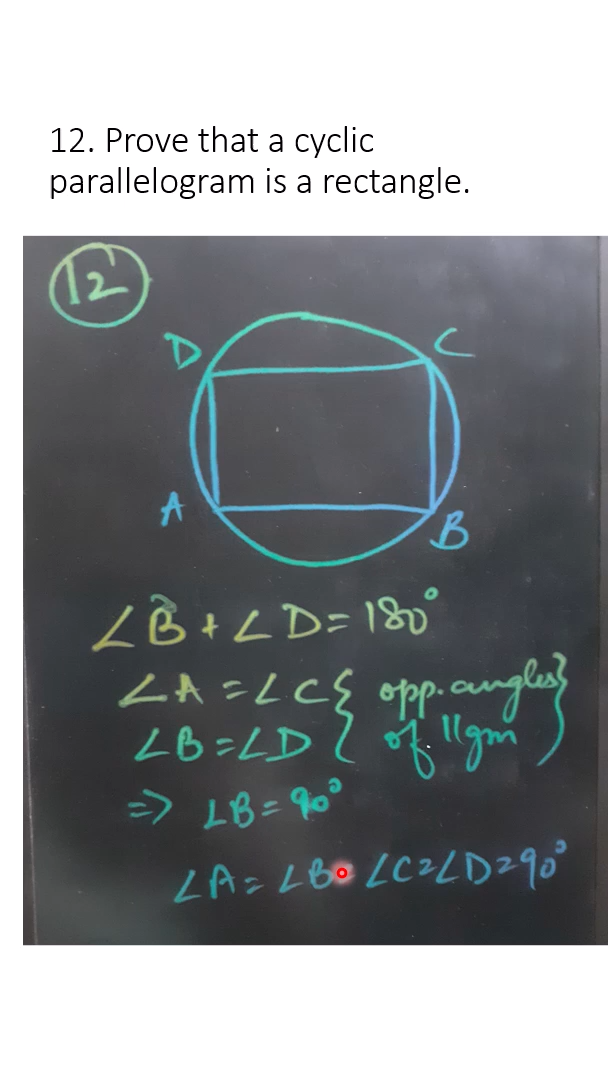 12. Prove that a cyclic
parallelogram is a rectangle.
12
D C
A B
∠B + ∠D = 180°
∠A = ∠C { opp. angles }
∠B = ∠D { of ||gm }
=> ∠B = 90°
∠A = ∠B = ∠C = ∠D = 90°